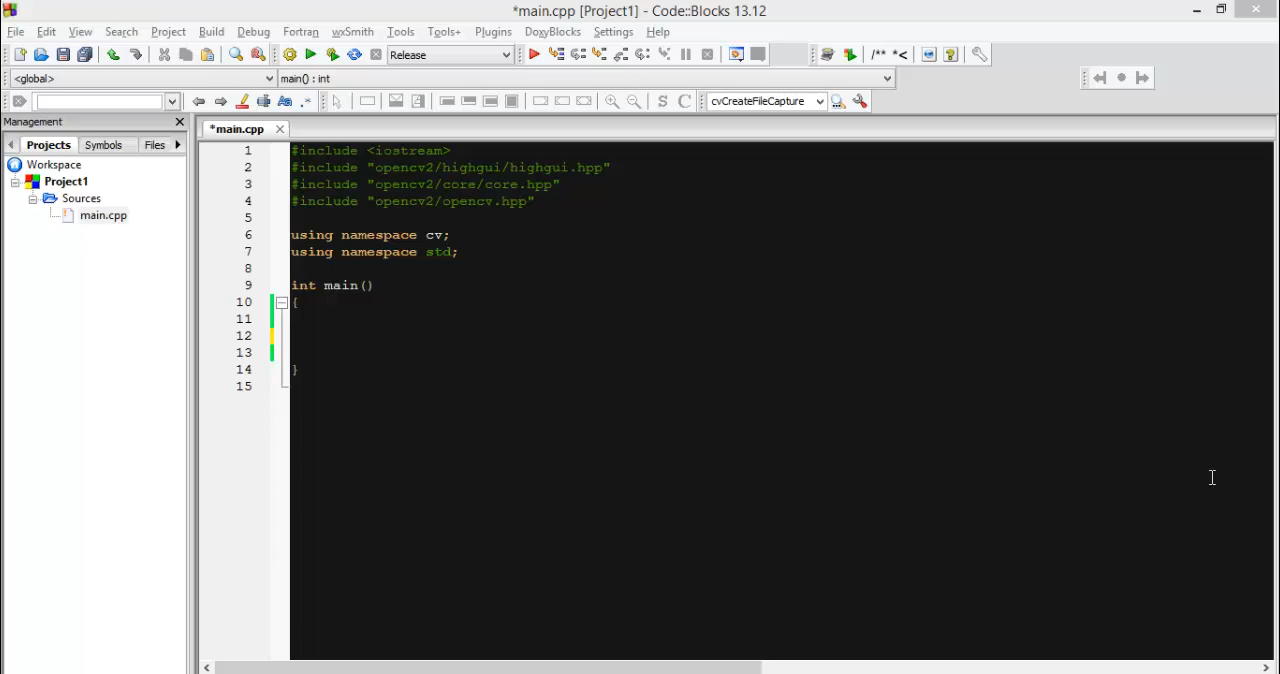 *main.cpp [Project1] - Code::Blocks 13.12
File Edit View Search Project Build Debug Fortran wxSmith Tools Tools+ Plugins DoxyBlocks Settings Help
Release
/** *<
<global> main() : int
Aa .* S C cvCreateFileCapture
Management
*main.cpp
Projects Symbols Files
Workspace
Project1
Sources
main.cpp
1 #include <iostream>
2 #include "opencv2/highgui/highgui.hpp"
3 #include "opencv2/core/core.hpp"
4 #include "opencv2/opencv.hpp"
5
6 using namespace cv;
7 using namespace std;
8
9 int main()
10 {
11
12
13
14 }
15